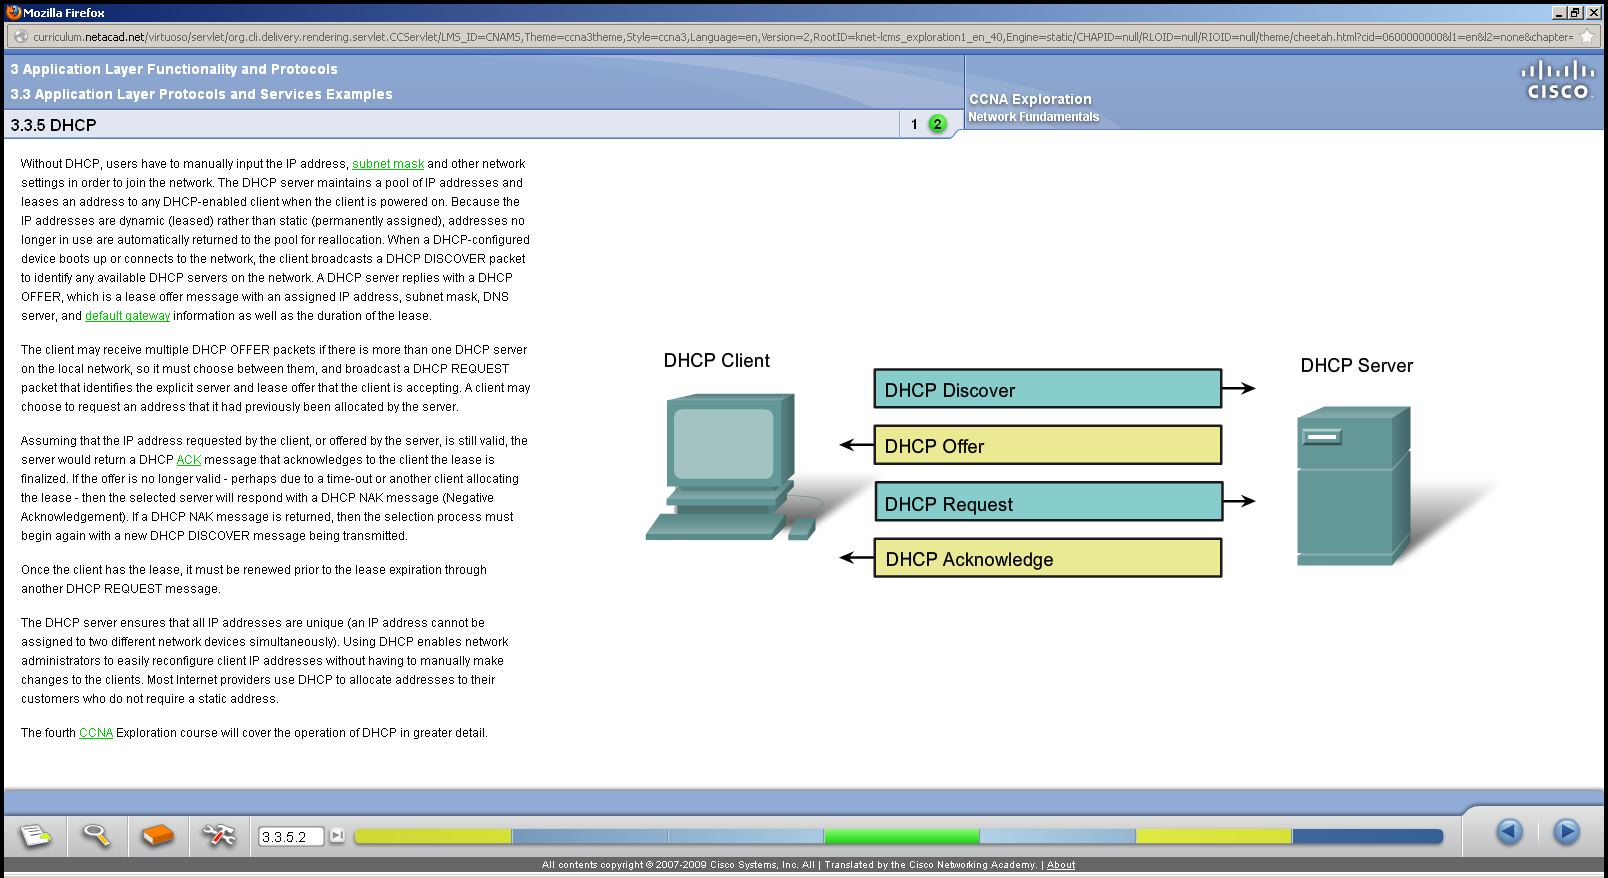 Mozilla Firefox
curriculum.netacad.net/virtuoso/servlet/org.cli.delivery.rendering.servlet.CCServlet/LMS_ID=CNAMS,Theme=ccna3theme,Style=ccna3,Language=en,Version=2,RootID=knet-lcms_exploration1_en_40,Engine=static/CHAPID=null/RLOID=null/RIOID=null/theme/cheetah.html?cid=0600000000&l1=en&l2=none&chapter=
3 Application Layer Functionality and Protocols
3.3 Application Layer Protocols and Services Examples
CISCO
CCNA Exploration
Network Fundamentals
3.3.5 DHCP
1 2
Without DHCP, users have to manually input the IP address, subnet mask and other network
settings in order to join the network. The DHCP server maintains a pool of IP addresses and
leases an address to any DHCP-enabled client when the client is powered on. Because the
IP addresses are dynamic (leased) rather than static (permanently assigned), addresses no
longer in use are automatically returned to the pool for reallocation. When a DHCP-configured
device boots up or connects to the network, the client broadcasts a DHCP DISCOVER packet
to identify any available DHCP servers on the network. A DHCP server replies with a DHCP
OFFER, which is a lease offer message with an assigned IP address, subnet mask, DNS
server, and default gateway information as well as the duration of the lease.
The client may receive multiple DHCP OFFER packets if there is more than one DHCP server
on the local network, so it must choose between them, and broadcast a DHCP REQUEST
packet that identifies the explicit server and lease offer that the client is accepting. A client may
choose to request an address that it had previously been allocated by the server.
Assuming that the IP address requested by the client, or offered by the server, is still valid, the
server would return a DHCP ACK message that acknowledges to the client the lease is
finalized. If the offer is no longer valid - perhaps due to a time-out or another client allocating
the lease - then the selected server will respond with a DHCP NAK message (Negative
Acknowledgement). If a DHCP NAK message is returned, then the selection process must
begin again with a new DHCP DISCOVER message being transmitted.
Once the client has the lease, it must be renewed prior to the lease expiration through
another DHCP REQUEST message.
The DHCP server ensures that all IP addresses are unique (an IP address cannot be
assigned to two different network devices simultaneously). Using DHCP enables network
administrators to easily reconfigure client IP addresses without having to manually make
changes to the clients. Most Internet providers use DHCP to allocate addresses to their
customers who do not require a static address.
The fourth CCNA Exploration course will cover the operation of DHCP in greater detail.
DHCP Client
DHCP Server
DHCP Discover
DHCP Offer
DHCP Request
DHCP Acknowledge
3.3.5.2
All contents copyright © 2007-2009 Cisco Systems, Inc. All | Translated by the Cisco Networking Academy. | About